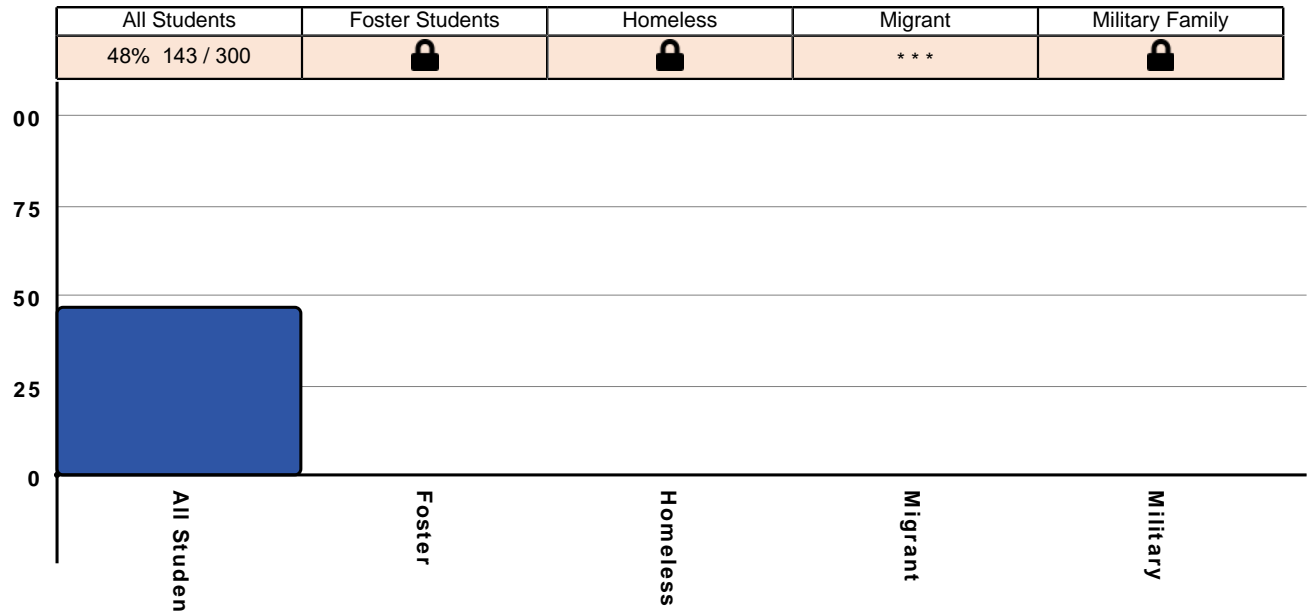 All Students Foster Students Homeless Migrant Military Family
48% 143 / 300 * * *
00
75
50
25
0
All Studen
Foster
Homeless
Migrant
Military